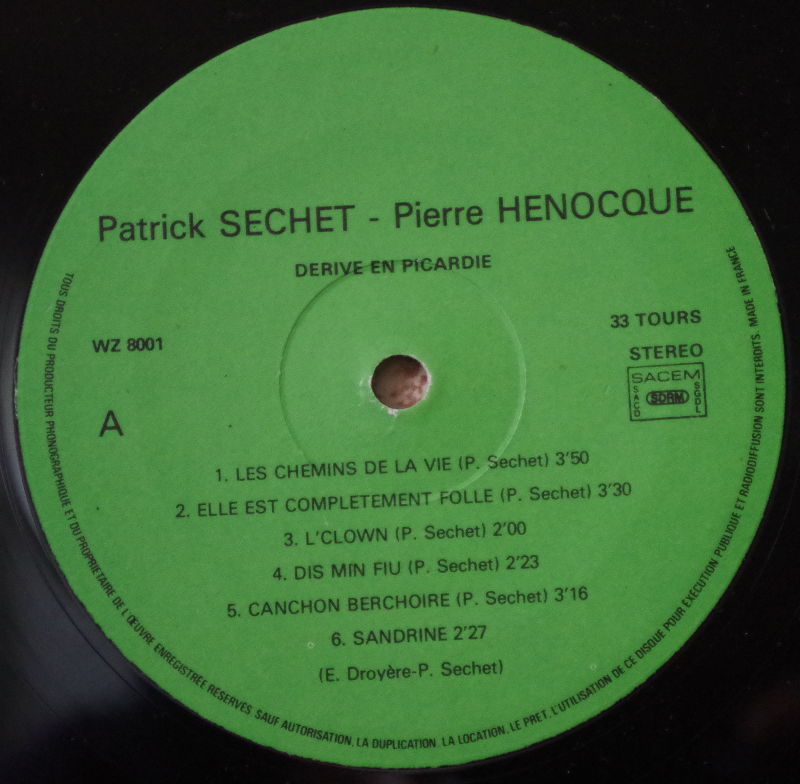 Patrick SECHET - Pierre HENOCQUE
DERIVE EN PICARDIE
WZ 8001
33 TOURS
STEREO
SACEM
SACD
SDRM
SGDL
A
1. LES CHEMINS DE LA VIE (P. Sechet) 3'50
2. ELLE EST COMPLETEMENT FOLLE (P. Sechet) 3'30
3. L'CLOWN (P. Sechet) 2'00
4. DIS MIN FIU (P. Sechet) 2'23
5. CANCHON BERCHOIRE (P. Sechet) 3'16
6. SANDRINE 2'27
(E. Droyère-P. Sechet)
TOUS DROITS DU PRODUCTEUR PHONOGRAPHIQUE ET DU PROPRIETAIRE DE L'ŒUVRE ENREGISTREE RESERVES SAUF AUTORISATION, LA DUPLICATION, LA LOCATION, LE PRET, L'UTILISATION DE CE DISQUE POUR EXECUTION PUBLIQUE ET RADIODIFFUSION SONT INTERDITS. MADE IN FRANCE